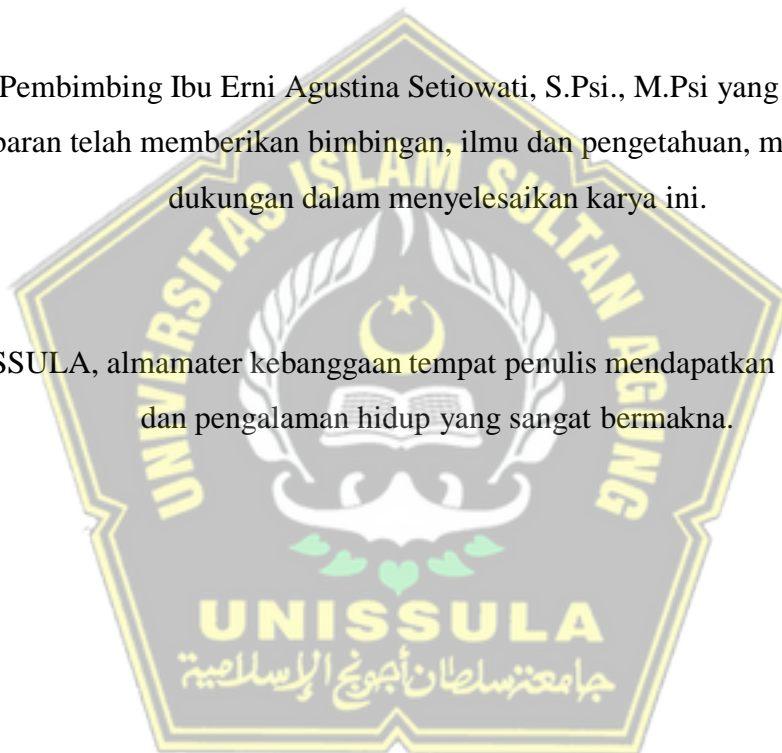 Pembimbing Ibu Erni Agustina Setiowati, S.Psi., M.Psi yang
paran telah memberikan bimbingan, ilmu dan pengetahuan, m
dukungan dalam menyelesaikan karya ini.
SSULA, almamater kebanggaan tempat penulis mendapatkan
dan pengalaman hidup yang sangat bermakna.
UNIVERSITAS ISLAM SULTAN AGUNG
UNISSULA
جامعة سلطان أجونج الإسلامية